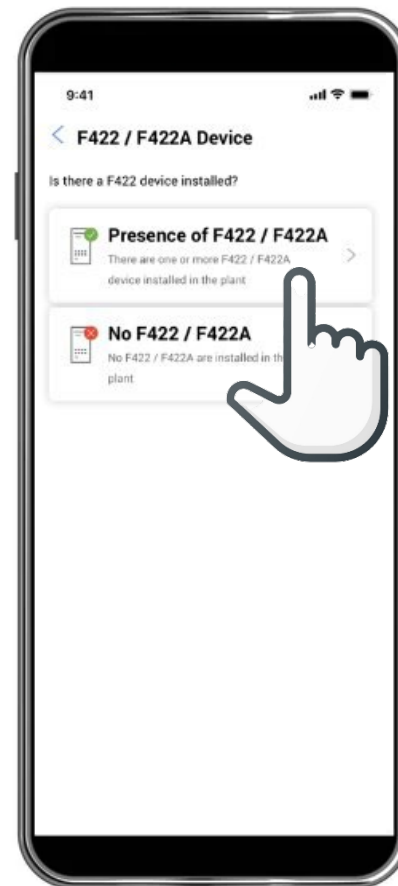 9:41
F422 / F422A Device
Is there a F422 device installed?
Presence of F422 / F422A
There are one or more F422 / F422A
device installed in the plant
No F422 / F422A
No F422 / F422A are installed in
plant